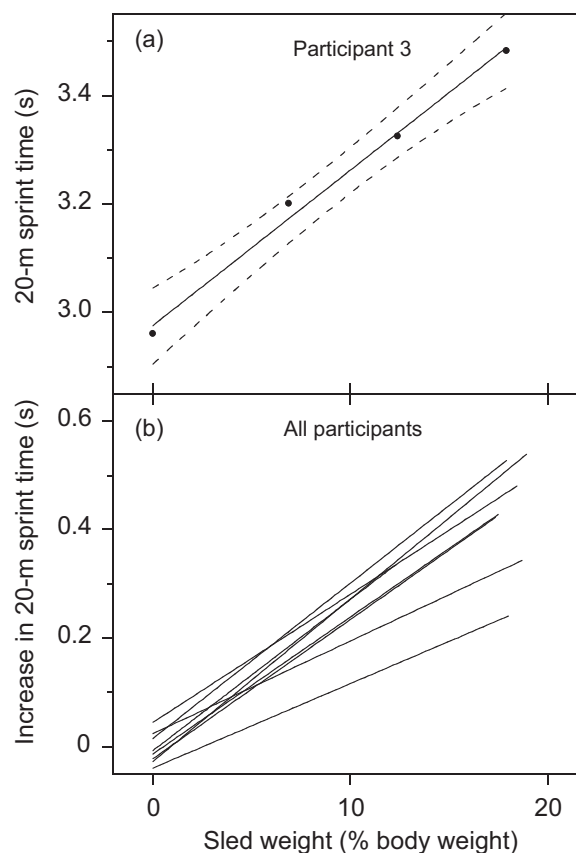 (a)
Participant 3
20-m sprint time (s)
3.4
3.2
3.0
(b)
All participants
Increase in 20-m sprint time (s)
0.6
0.4
0.2
0
0 10 20
Sled weight (% body weight)